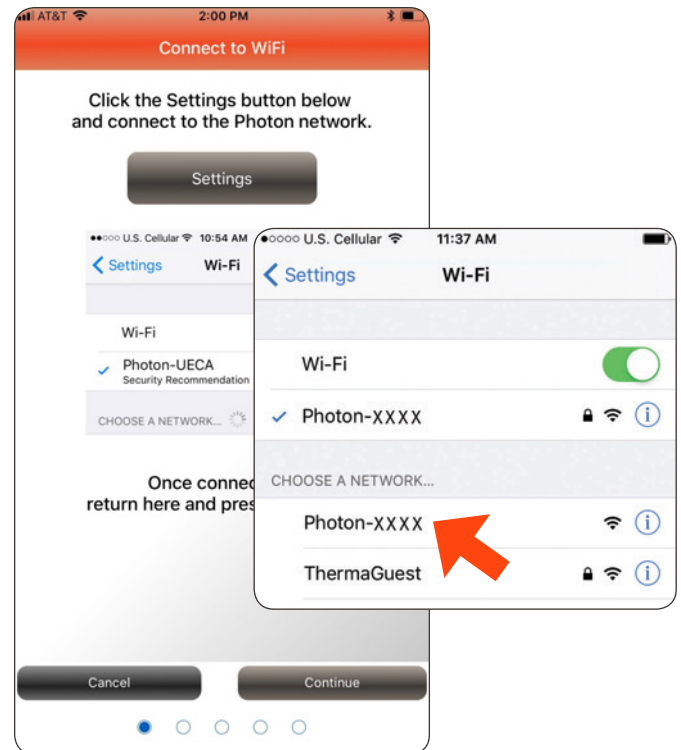 AT&T 2:00 PM
Connect to WiFi
Click the Settings button below
and connect to the Photon network.
Settings
U.S. Cellular 10:54 AM
Settings Wi-Fi
Wi-Fi
Photon-UECA
Security Recommendation
CHOOSE A NETWORK...
Once
return here and
Cancel Continue
U.S. Cellular 11:37 AM
Settings Wi-Fi
Wi-Fi
Photon-XXXX
CHOOSE A NETWORK...
Photon-XXXX
ThermaGuest